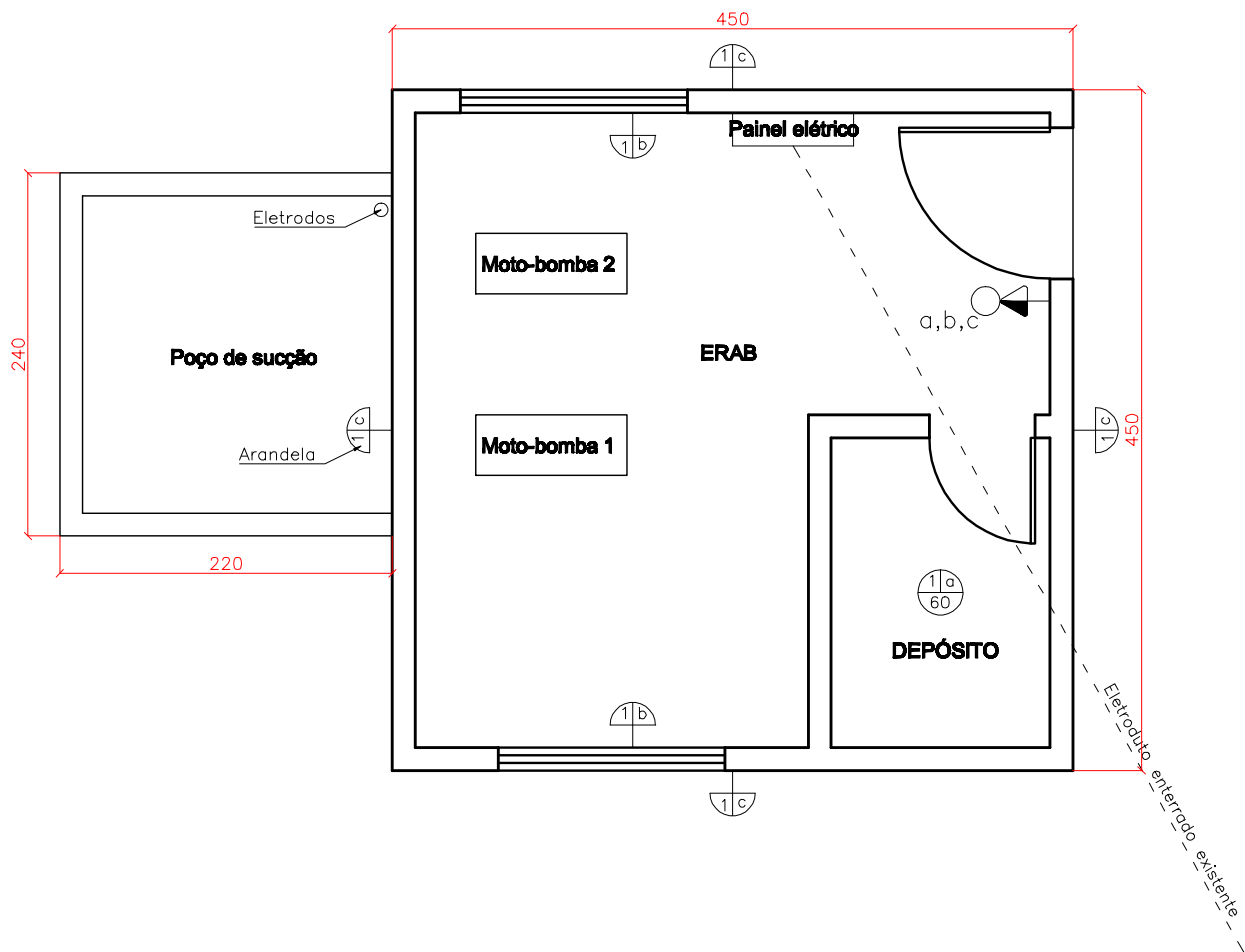 450
1 c
Painel elétrico
1 b
Eletrodos
Moto-bomba 2
a,b,c
240
Poço de sucção
ERAB
1 c
450
1 c
Moto-bomba 1
Arandela
220
1 a
60
DEPÓSITO
1 b
Eletroduto enterrado existente
1 c